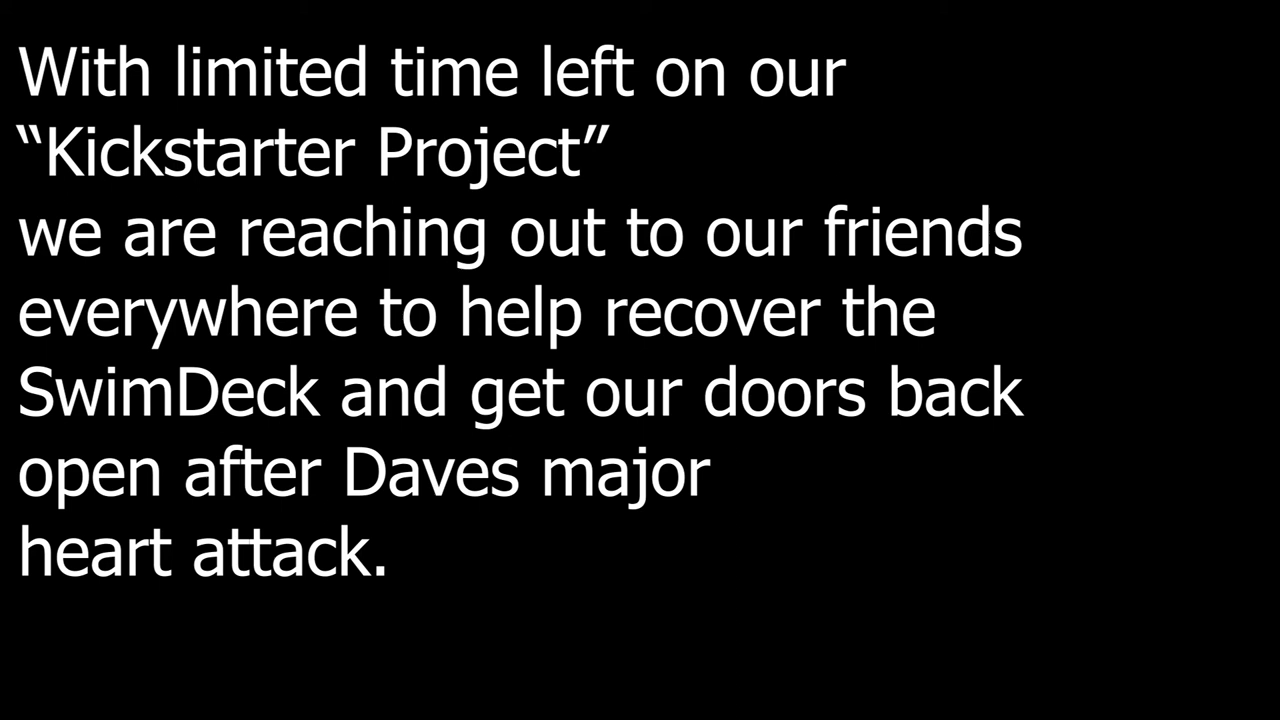 With limited time left on our
“Kickstarter Project”
we are reaching out to our friends
everywhere to help recover the
SwimDeck and get our doors back
open after Daves major
heart attack.